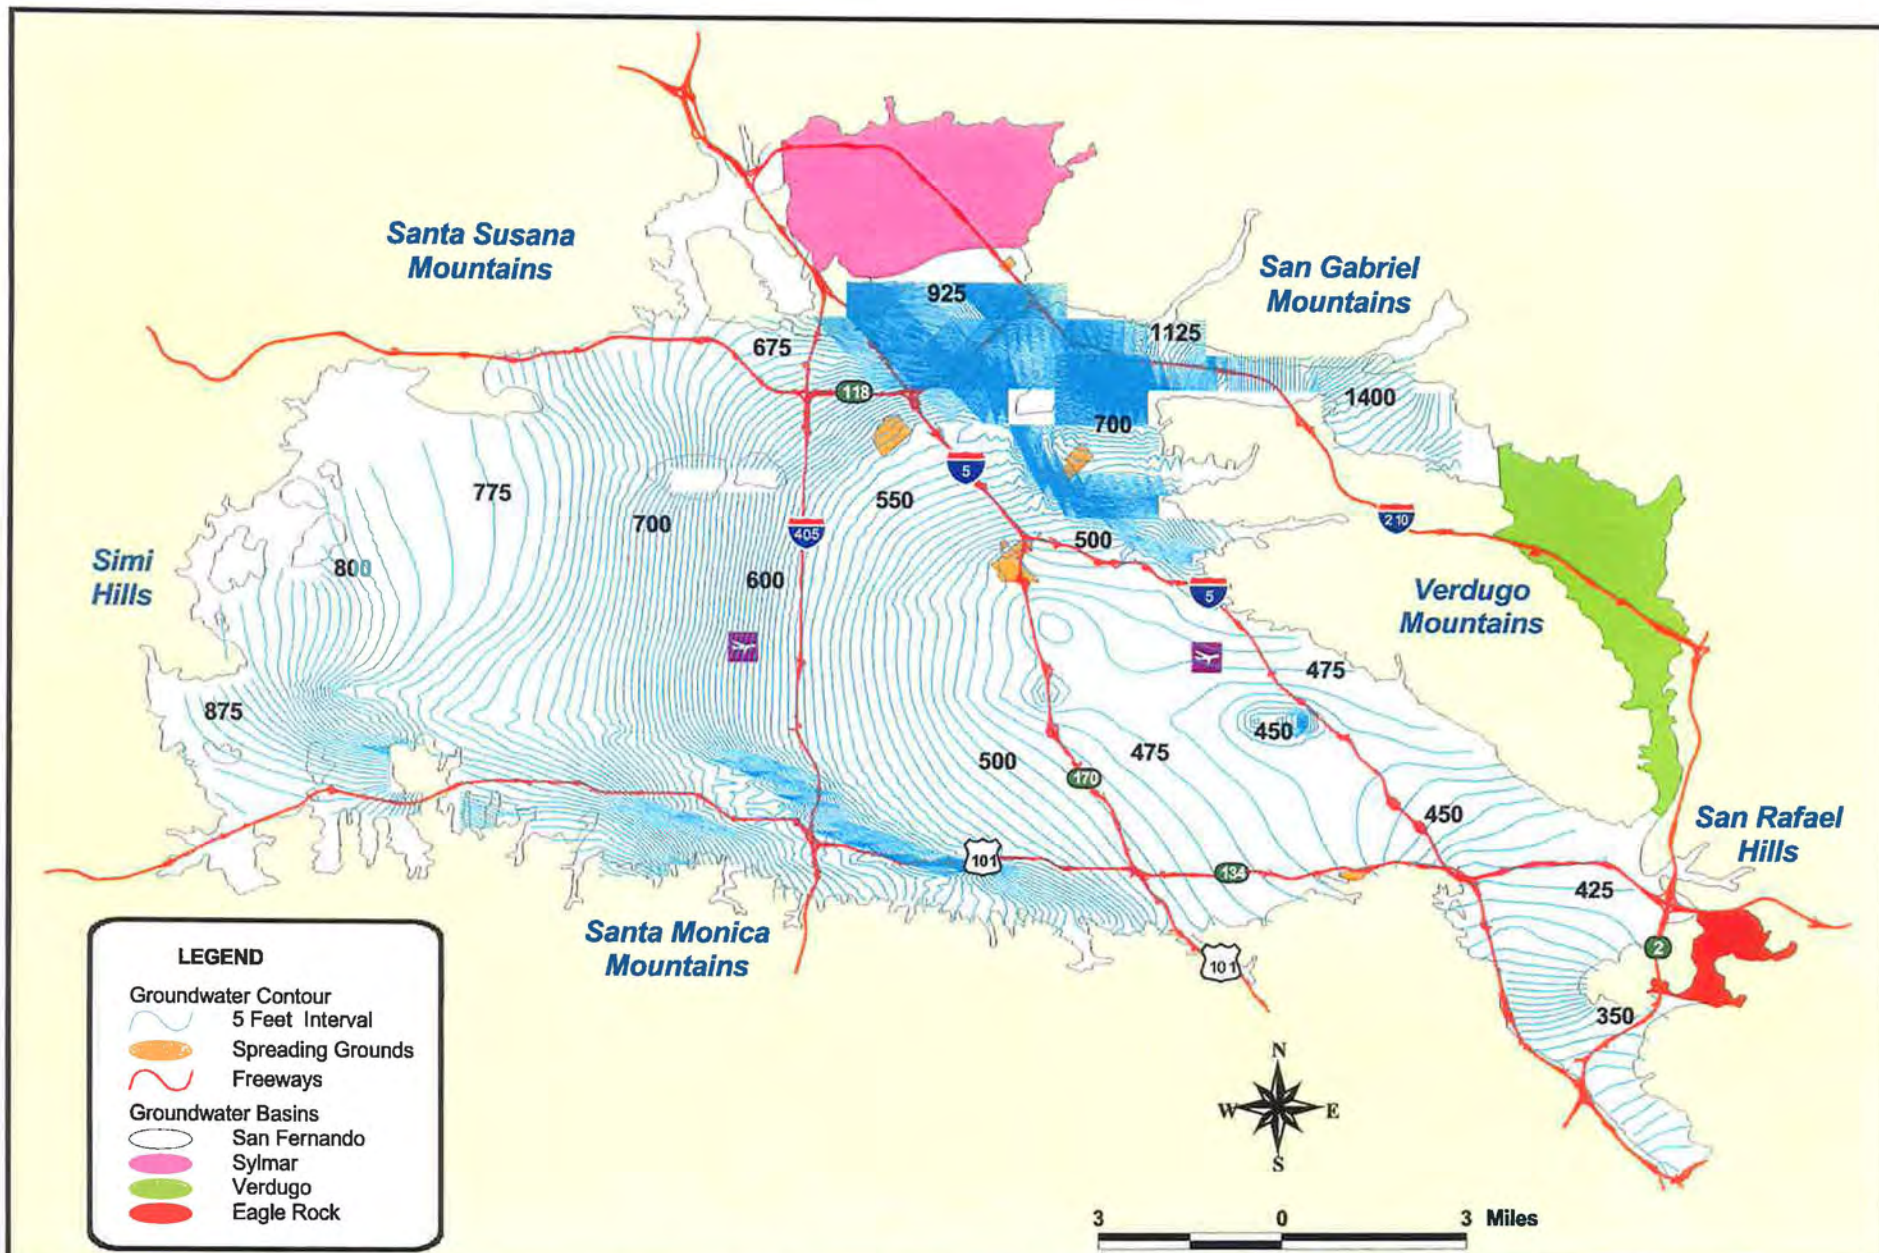 925
Santa Susana
Mountains
San Gabriel
Mountains
1125
675
118
1400
700
775
5
550
700
405
210
500
Simi
Hills
800
600
5
Verdugo
Mountains
475
875
450
475
500
170
450
San Rafael
Hills
101
134
425
Santa Monica
Mountains
2
101
350
LEGEND
Groundwater Contour
5 Feet Interval
Spreading Grounds
Freeways
Groundwater Basins
San Fernando
Sylmar
Verdugo
Eagle Rock
N
W E
S
3 0 3 Miles